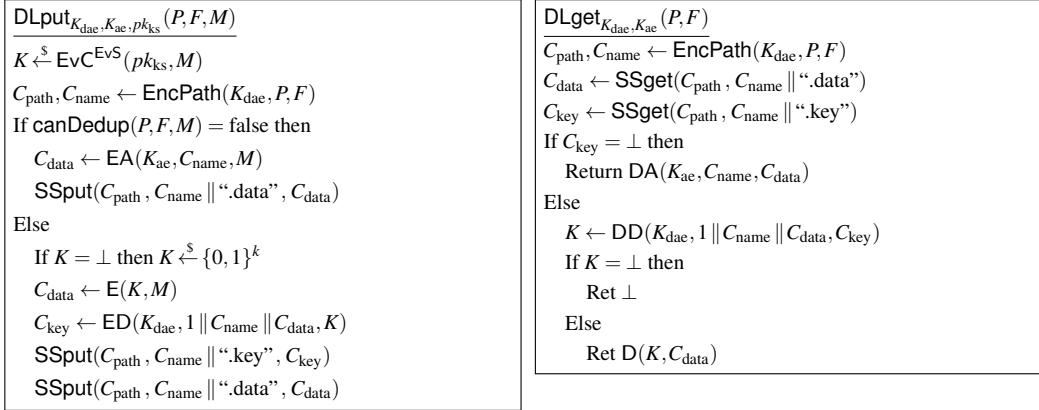 DLput_{K_dae, K_ae, pk_ks}(P, F, M)
K ←$ EvC^{EvS}(pk_ks, M)
C_path, C_name ← EncPath(K_dae, P, F)
If canDedup(P, F, M) = false then
C_data ← EA(K_ae, C_name, M)
SSput(C_path, C_name ∥ “.data”, C_data)
Else
If K = ⊥ then K ←$ {0,1}^k
C_data ← E(K, M)
C_key ← ED(K_dae, 1 ∥ C_name ∥ C_data, K)
SSput(C_path, C_name ∥ “.key”, C_key)
SSput(C_path, C_name ∥ “.data”, C_data)
DLget_{K_dae, K_ae}(P, F)
C_path, C_name ← EncPath(K_dae, P, F)
C_data ← SSget(C_path, C_name ∥ “.data”)
C_key ← SSget(C_path, C_name ∥ “.key”)
If C_key = ⊥ then
Return DA(K_ae, C_name, C_data)
Else
K ← DD(K_dae, 1 ∥ C_name ∥ C_data, C_key)
If K = ⊥ then
Ret ⊥
Else
Ret D(K, C_data)